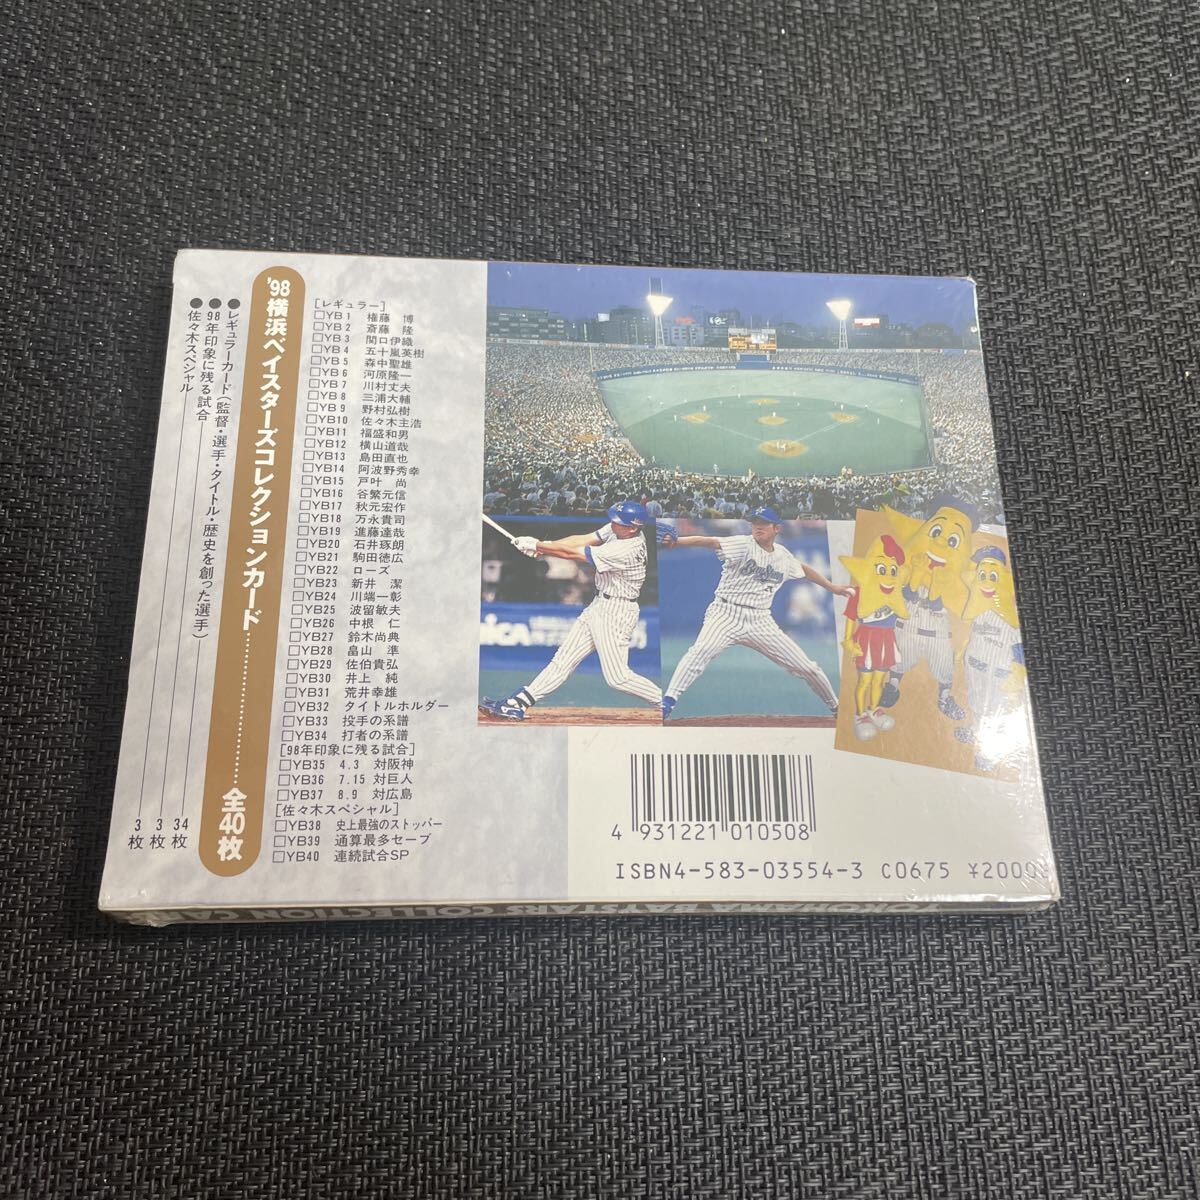 '98横浜ベイスターズコレクションカード……………全40枚
●レギュラーカード(監督・選手・タイトル・歴史を創った選手) 34枚
●98年印象に残る試合 3枚
●佐々木スペシャル 3枚
[レギュラー]
□YB1 権藤 博
□YB2 斎藤 隆
□YB3 関口伊織
□YB4 五十嵐英樹
□YB5 森中聖雄
□YB6 河原隆一
□YB7 川村丈夫
□YB8 三浦大輔
□YB9 野村弘樹
□YB10 佐々木主浩
□YB11 福盛和男
□YB12 横山道哉
□YB13 島田直也
□YB14 阿波野秀幸
□YB15 戸叶 尚
□YB16 谷繁元信
□YB17 秋元宏作
□YB18 万永貴司
□YB19 進藤達哉
□YB20 石井琢朗
□YB21 駒田徳広
□YB22 ローズ
□YB23 新井 潔
□YB24 川端一彰
□YB25 波留敏夫
□YB26 中根 仁
□YB27 鈴木尚典
□YB28 畠山 準
□YB29 佐伯貴弘
□YB30 井上 純
□YB31 荒井幸雄
□YB32 タイトルホルダー
□YB33 投手の系譜
□YB34 打者の系譜
[98年印象に残る試合]
□YB35 4.3 対阪神
□YB36 7.15 対巨人
□YB37 8.9 対広島
[佐々木スペシャル]
□YB38 史上最強のストッパー
□YB39 通算最多セーブ
□YB40 連続試合SP
4 931221 010508
ISBN4-583-03554-3 C0675 ¥2000
YOKOHAMA BAYSTARS COLLECTION CARD